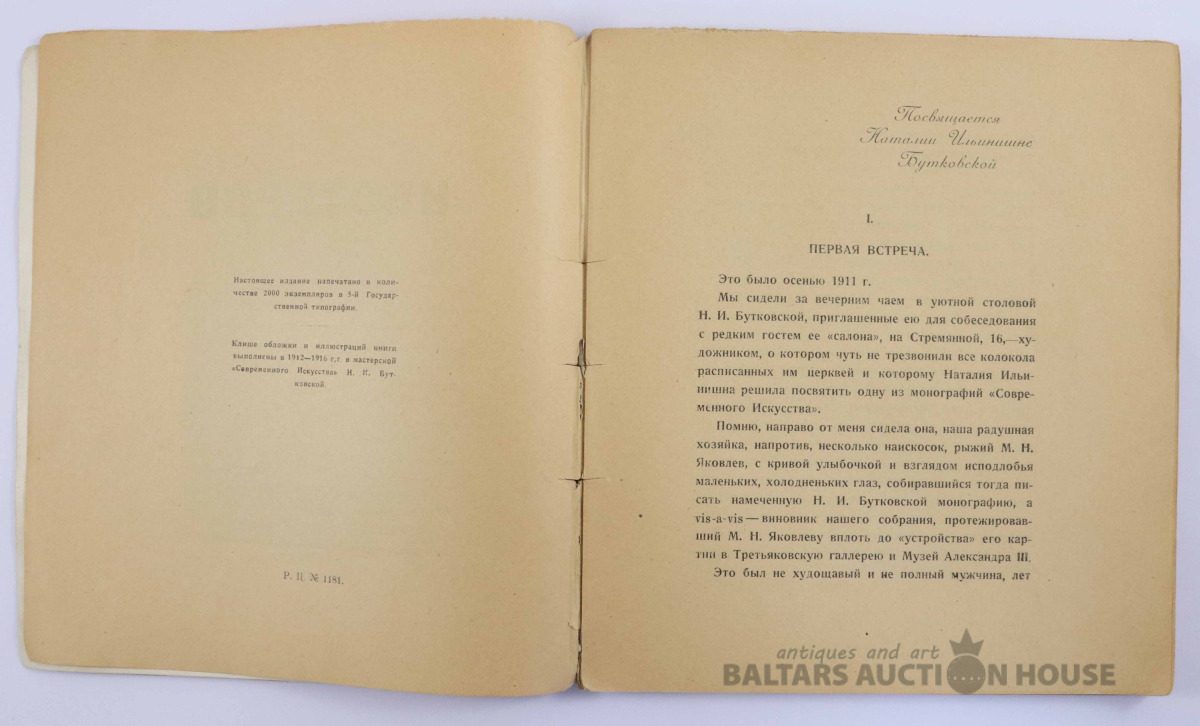 Настоящее издание напечатано в коли-
честве 2000 экземпляров в 5-й Государ-
ственной типографии.
Клише обложки и иллюстраций книги
выполнены в 1912—1916 г.г. в мастерской
«Современного Искусства» Н. И. Бут-
ковской.
Р. Ц. № 1181.
Посвящается
Наталии Ильинишне
Бутковской
I.
ПЕРВАЯ ВСТРЕЧА.
Это было осенью 1911 г.
Мы сидели за вечерним чаем в уютной столовой
Н. И. Бутковской, приглашенные ею для собеседования
с редким гостем ее «салона», на Стремянной, 16,—ху-
дожником, о котором чуть не трезвонили все колокола
расписанных им церквей и которому Наталия Ильи-
нишна решила посвятить одну из монографий «Совре-
менного Искусства».
Помню, направо от меня сидела она, наша радушная
хозяйка, напротив, несколько наискосок, рыжий М. Н.
Яковлев, с кривой улыбочкой и взглядом исподлобья
маленьких, холодненьких глаз, собиравшийся тогда пи-
сать намеченную Н. И. Бутковской монографию, а
vis-a-vis — виновник нашего собрания, протежировав-
ший М. Н. Яковлеву вплоть до «устройства» его кар-
тин в Третьяковскую галлерею и Музей Александра III.
Это был не худощавый и не полный мужчина, лет
antiques and art
BALTARS AUCTION HOUSE